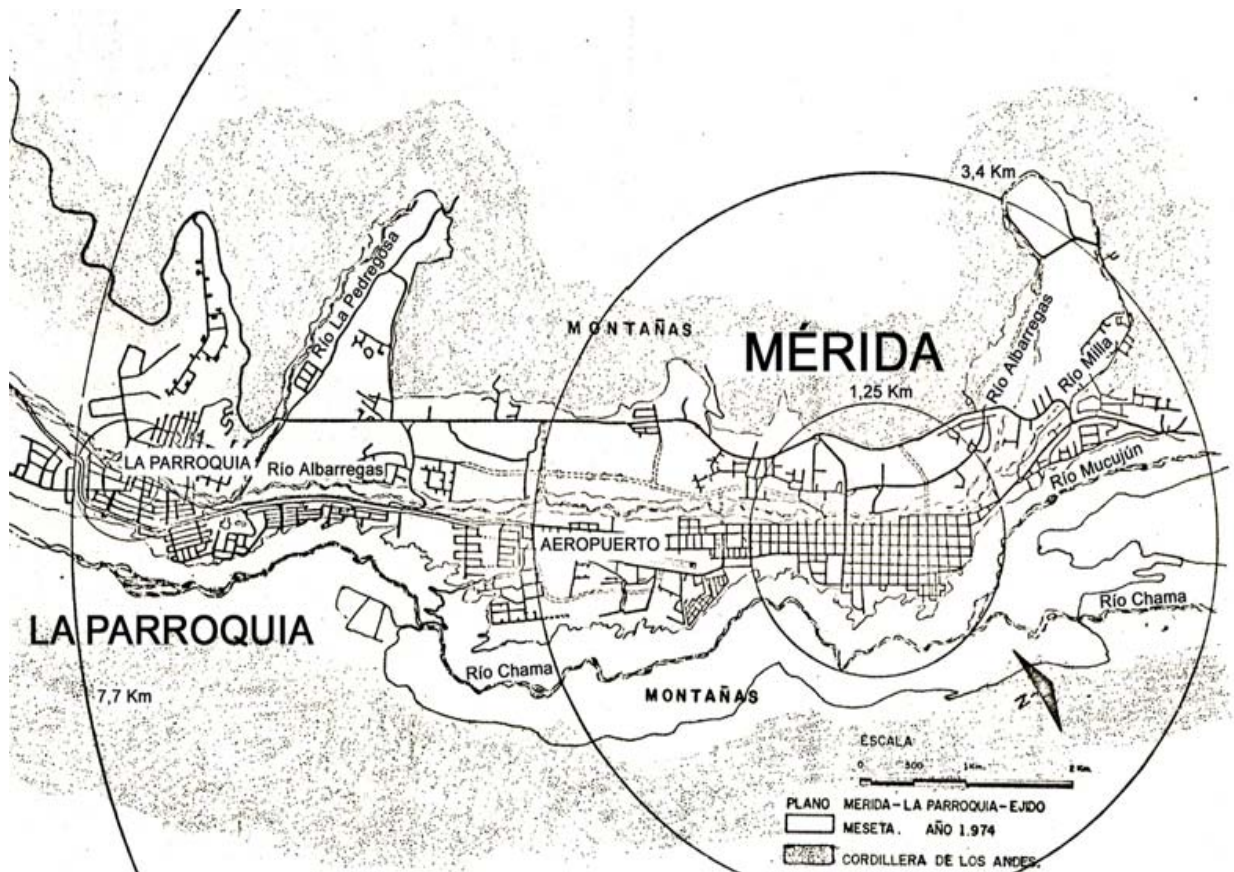 3,4 Km
Río La Pedregosa
MONTAÑAS
MÉRIDA
Río Albarregas
Río Milla
1,25 Km
LA PARROQUIA
Río Albarregas
Río Mucujún
AEROPUERTO
Río Chama
LA PARROQUIA
Río Chama
7,7 Km
MONTAÑAS
N
ESCALA
0 500 1Km. 2 Km.
PLANO MERIDA-LA PARROQUIA-EJIDO
MESETA. AÑO 1.974
CORDILLERA DE LOS ANDES.